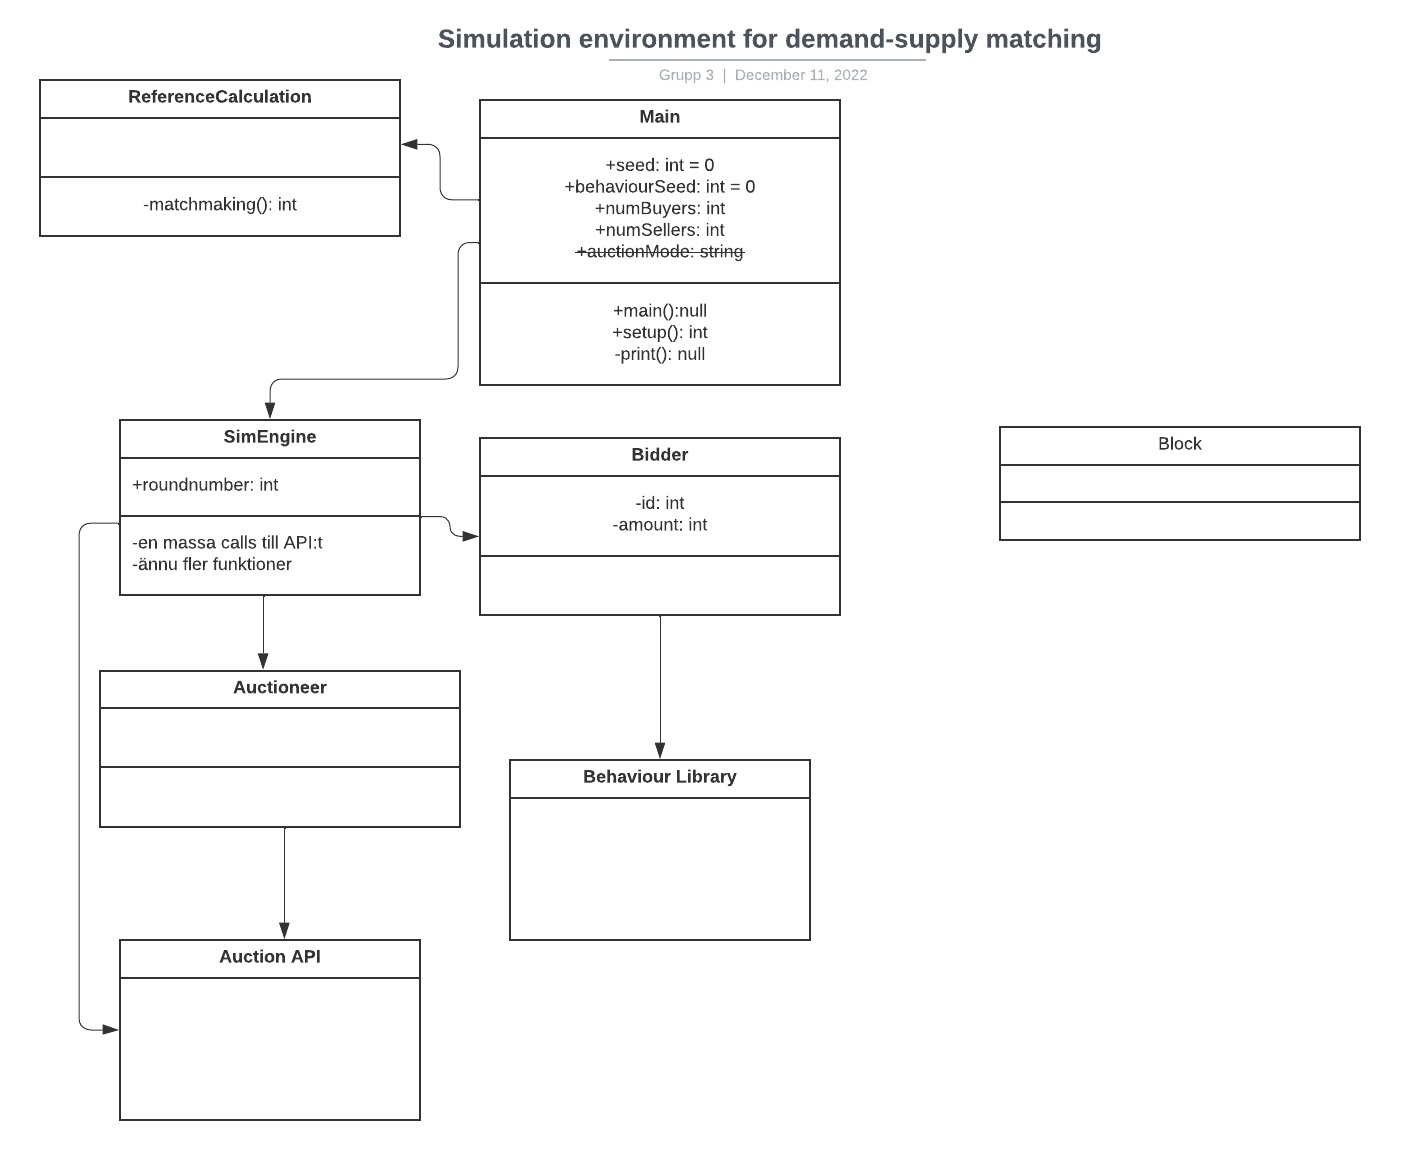 Simulation environment for demand-supply matching
Grupp 3 | December 11, 2022
ReferenceCalculation
-matchmaking(): int
Main
+seed: int = 0
+behaviourSeed: int = 0
+numBuyers: int
+numSellers: int
+auctionMode: string
+main():null
+setup(): int
-print(): null
SimEngine
+roundnumber: int
-en massa calls till API:t
-ännu fler funktioner
Bidder
-id: int
-amount: int
Block
Auctioneer
Behaviour Library
Auction API